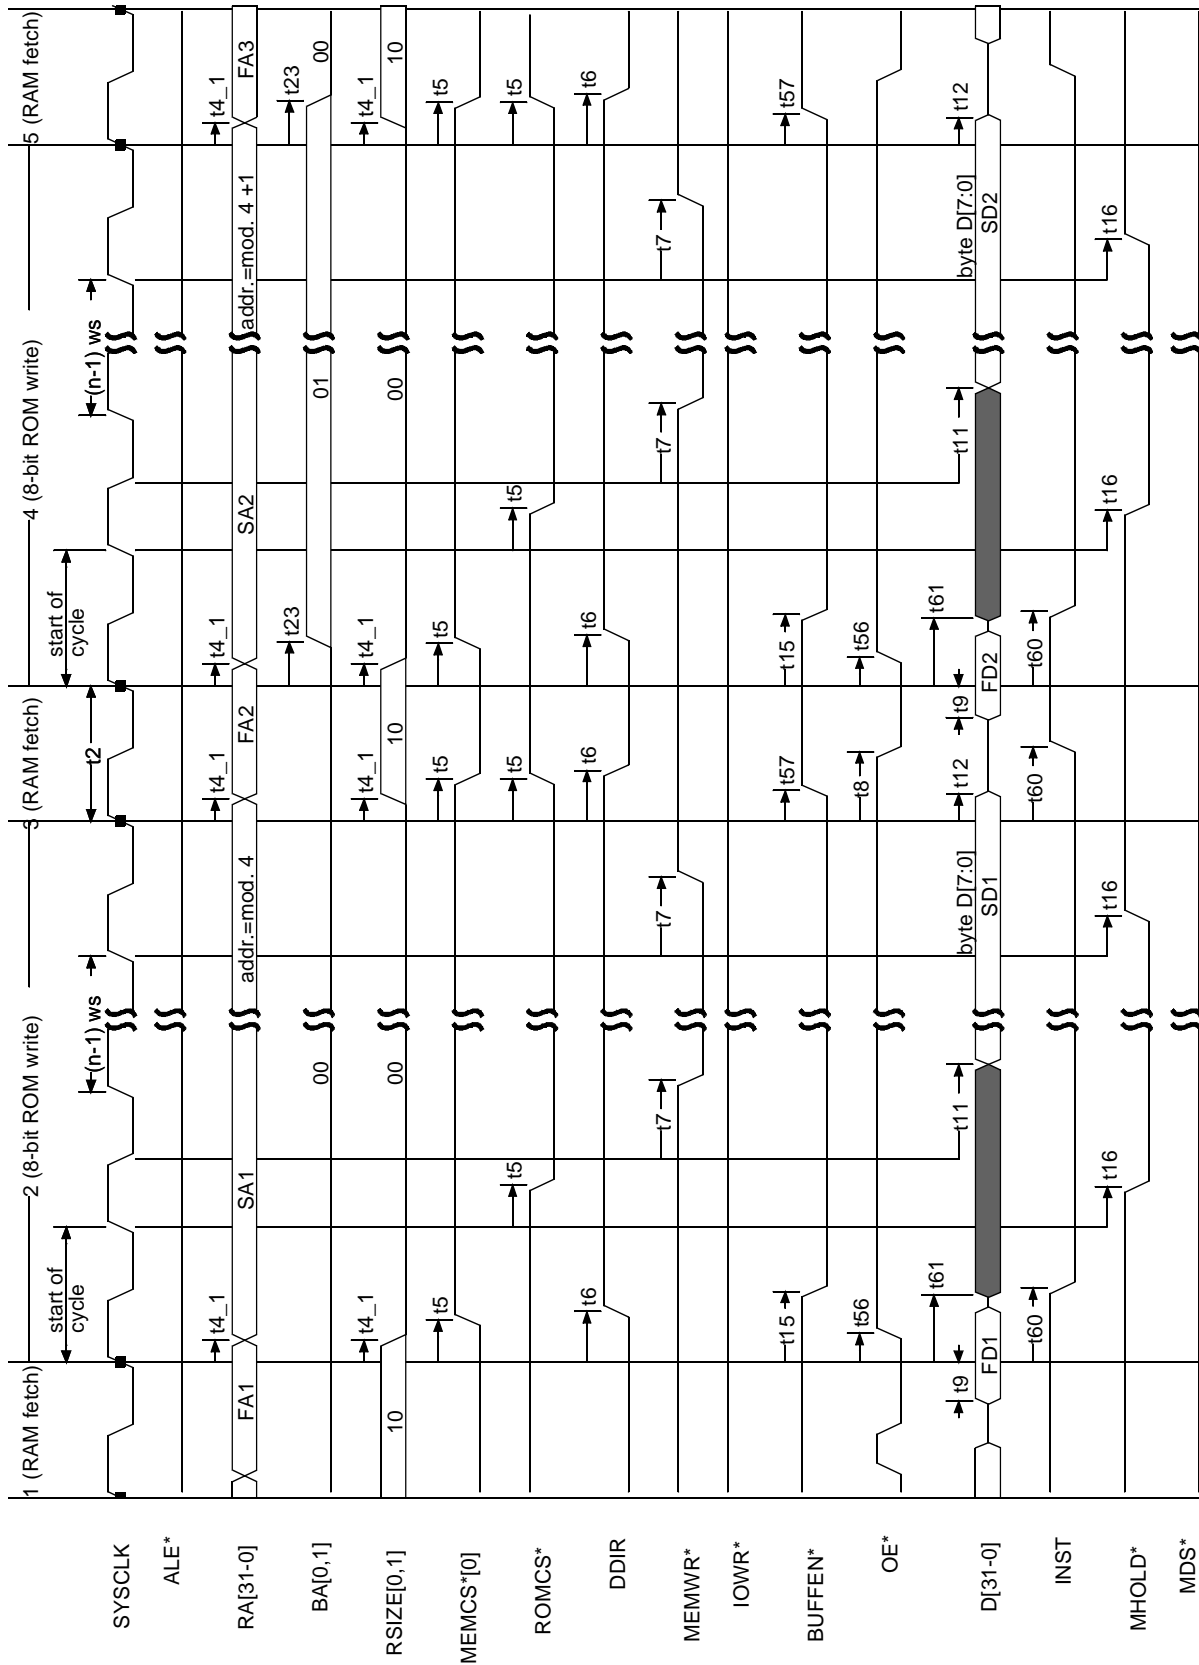 1 (RAM fetch) 2 (8-bit ROM write) 3 (RAM fetch) 4 (8-bit ROM write) 5 (RAM fetch)
start of cycle start of cycle
(n-1) ws t2 (n-1) ws
SYSCLK
ALE*
t4_1 t4_1 t4_1 t4_1
RA[31-0] FA1 SA1 addr.=mod. 4 FA2 SA2 addr.=mod. 4 +1 FA3
t23 t23
BA[0,1] 00 01 00
t4_1 t4_1 t4_1 t4_1
RSIZE[0,1] 10 00 10 00 10
t5 t5 t5 t5
MEMCS*[0]
t5 t5 t5 t5
ROMCS*
t6 t6 t6 t6
DDIR
t7 t7 t7 t7
MEMWR*
IOWR*
t15 t57 t15 t57
BUFFEN*
t56 t8 t56
OE*
t61 t61
t9 t11 byte D[7:0] t12 t9 t11 byte D[7:0] t12
D[31-0] FD1 SD1 FD2 SD2
t60 t60 t60
INST
t16 t16 t16 t16
MHOLD*
MDS*